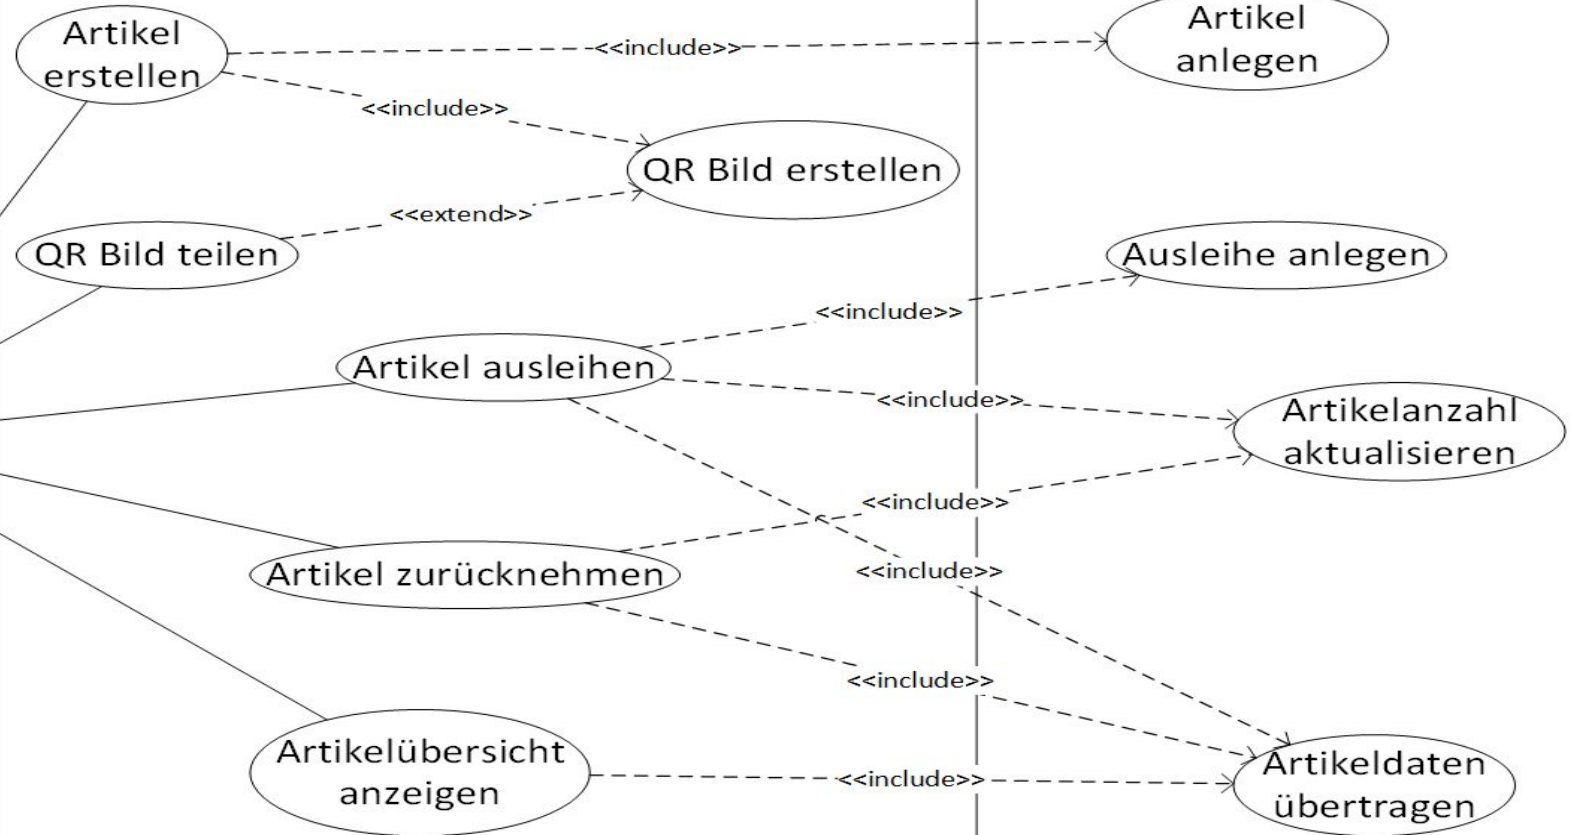 Artikel
erstellen
<<include>>
Artikel
anlegen
<<include>>
QR Bild erstellen
<<extend>>
QR Bild teilen
Ausleihe anlegen
<<include>>
Artikel ausleihen
<<include>>
Artikelanzahl
aktualisieren
<<include>>
<<include>>
Artikel zurücknehmen
<<include>>
Artikelübersicht
anzeigen
<<include>>
Artikeldaten
übertragen